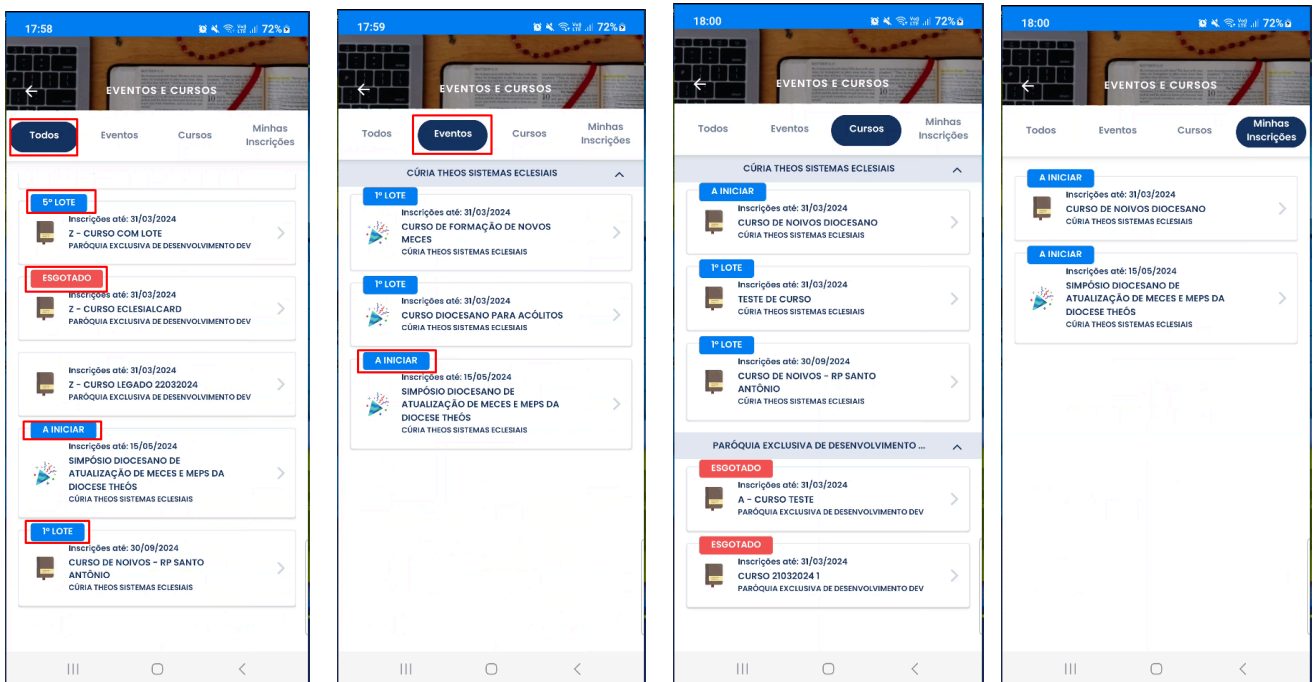 17:58
72%
EVENTOS E CURSOS
Todos
Eventos
Cursos
Minhas
Inscrições
5º LOTE
Inscrições até: 31/03/2024
Z - CURSO COM LOTE
PARÓQUIA EXCLUSIVA DE DESENVOLVIMENTO DEV
ESGOTADO
Inscrições até: 31/03/2024
Z - CURSO ECLESIALCARD
PARÓQUIA EXCLUSIVA DE DESENVOLVIMENTO DEV
Inscrições até: 31/03/2024
Z - CURSO LEGADO 22032024
PARÓQUIA EXCLUSIVA DE DESENVOLVIMENTO DEV
A INICIAR
Inscrições até: 15/05/2024
SIMPÓSIO DIOCESANO DE
ATUALIZAÇÃO DE MECES E MEPS DA
DIOCESE THEÓS
CÚRIA THEOS SISTEMAS ECLESIAIS
1º LOTE
Inscrições até: 30/09/2024
CURSO DE NOIVOS - RP SANTO
ANTÔNIO
CÚRIA THEOS SISTEMAS ECLESIAIS
17:59
72%
EVENTOS E CURSOS
Todos
Eventos
Cursos
Minhas
Inscrições
CÚRIA THEOS SISTEMAS ECLESIAIS
1º LOTE
Inscrições até: 31/03/2024
CURSO DE FORMAÇÃO DE NOVOS
MECES
CÚRIA THEOS SISTEMAS ECLESIAIS
1º LOTE
Inscrições até: 31/03/2024
CURSO DIOCESANO PARA ACÓLITOS
CÚRIA THEOS SISTEMAS ECLESIAIS
A INICIAR
Inscrições até: 15/05/2024
SIMPÓSIO DIOCESANO DE
ATUALIZAÇÃO DE MECES E MEPS DA
DIOCESE THEÓS
CÚRIA THEOS SISTEMAS ECLESIAIS
18:00
72%
EVENTOS E CURSOS
Todos
Eventos
Cursos
Minhas
Inscrições
CÚRIA THEOS SISTEMAS ECLESIAIS
A INICIAR
Inscrições até: 31/03/2024
CURSO DE NOIVOS DIOCESANO
CÚRIA THEOS SISTEMAS ECLESIAIS
1º LOTE
Inscrições até: 31/03/2024
TESTE DE CURSO
CÚRIA THEOS SISTEMAS ECLESIAIS
1º LOTE
Inscrições até: 30/09/2024
CURSO DE NOIVOS - RP SANTO
ANTÔNIO
CÚRIA THEOS SISTEMAS ECLESIAIS
PARÓQUIA EXCLUSIVA DE DESENVOLVIMENTO ...
ESGOTADO
Inscrições até: 31/03/2024
A - CURSO TESTE
PARÓQUIA EXCLUSIVA DE DESENVOLVIMENTO DEV
ESGOTADO
Inscrições até: 31/03/2024
CURSO 21032024 1
PARÓQUIA EXCLUSIVA DE DESENVOLVIMENTO DEV
18:00
72%
EVENTOS E CURSOS
Todos
Eventos
Cursos
Minhas
Inscrições
A INICIAR
Inscrições até: 31/03/2024
CURSO DE NOIVOS DIOCESANO
CÚRIA THEOS SISTEMAS ECLESIAIS
A INICIAR
Inscrições até: 15/05/2024
SIMPÓSIO DIOCESANO DE
ATUALIZAÇÃO DE MECES E MEPS DA
DIOCESE THEÓS
CÚRIA THEOS SISTEMAS ECLESIAIS